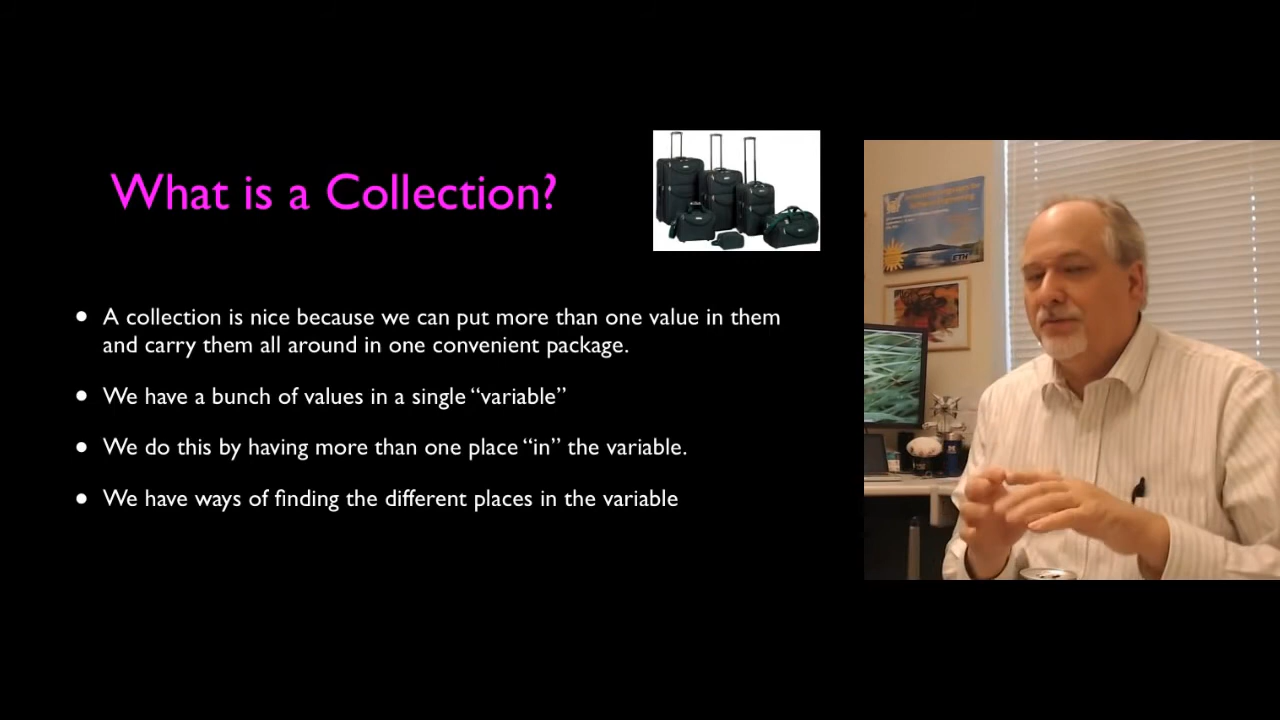 What is a Collection?
• A collection is nice because we can put more than one value in them
and carry them all around in one convenient package.
• We have a bunch of values in a single “variable”
• We do this by having more than one place “in” the variable.
• We have ways of finding the different places in the variable
ETH